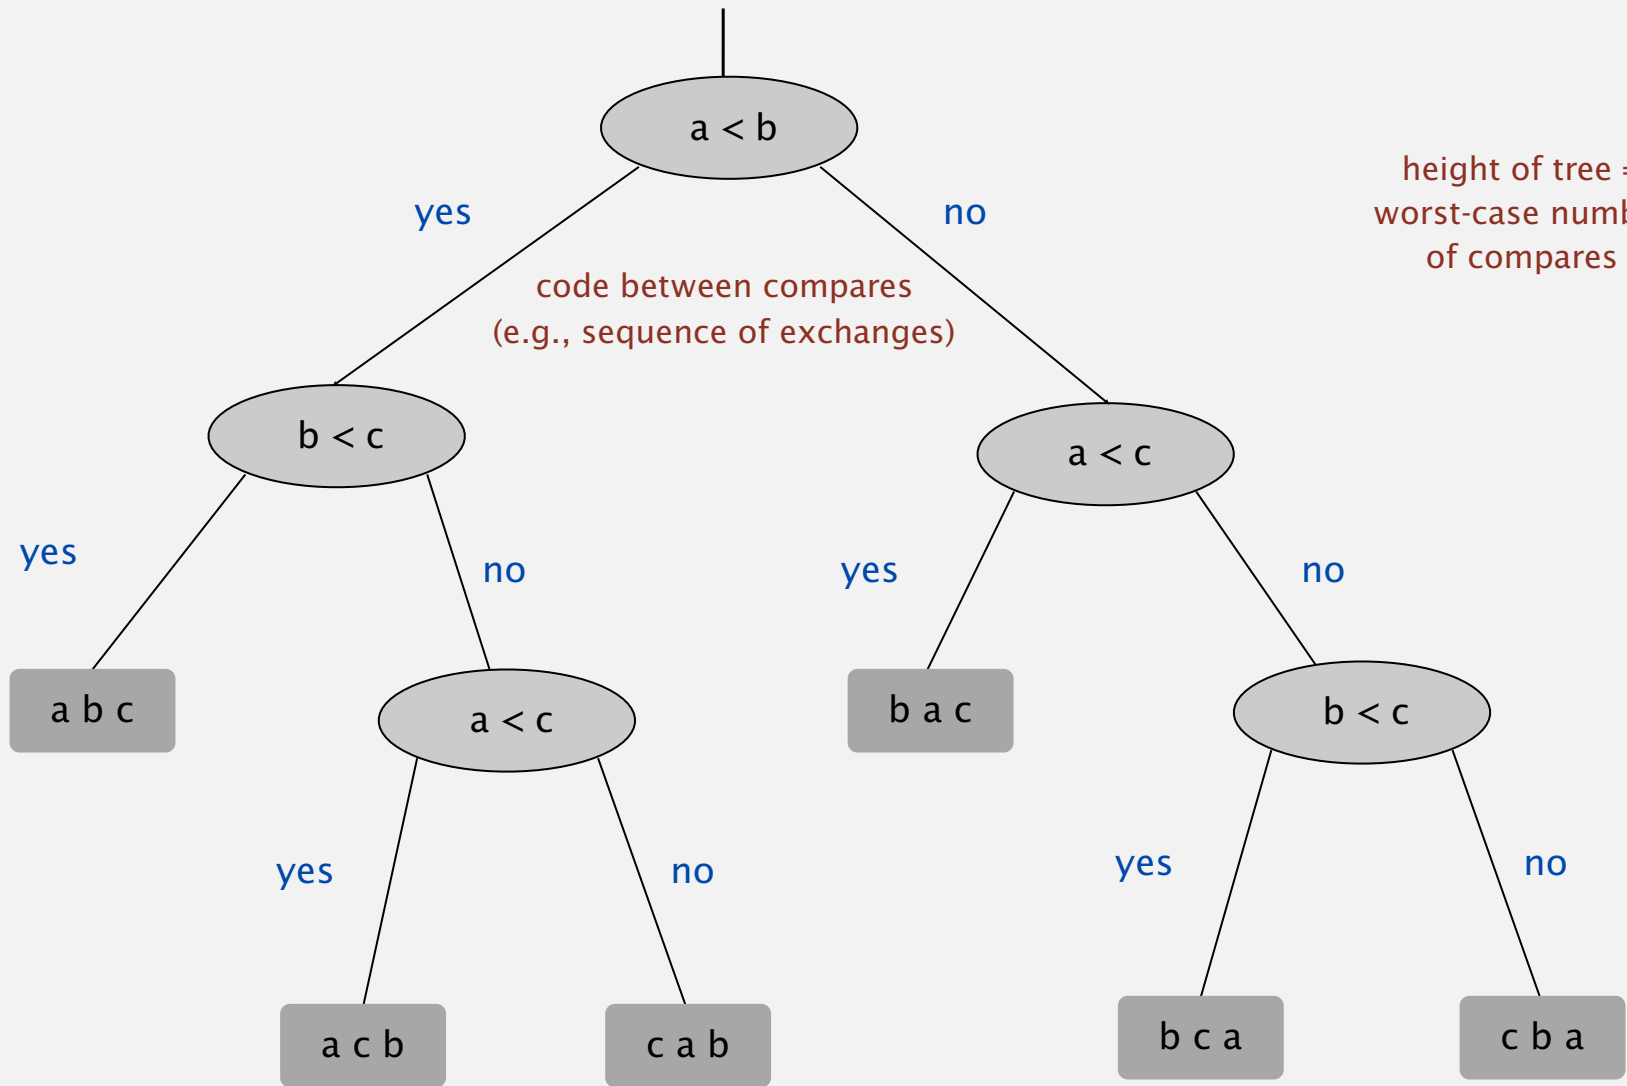 a < b
height of tree =
worst-case numb
of compares
yes
no
code between compares
(e.g., sequence of exchanges)
b < c
a < c
yes
no
yes
no
a b c
a < c
b a c
b < c
yes
no
yes
no
a c b
c a b
b c a
c b a